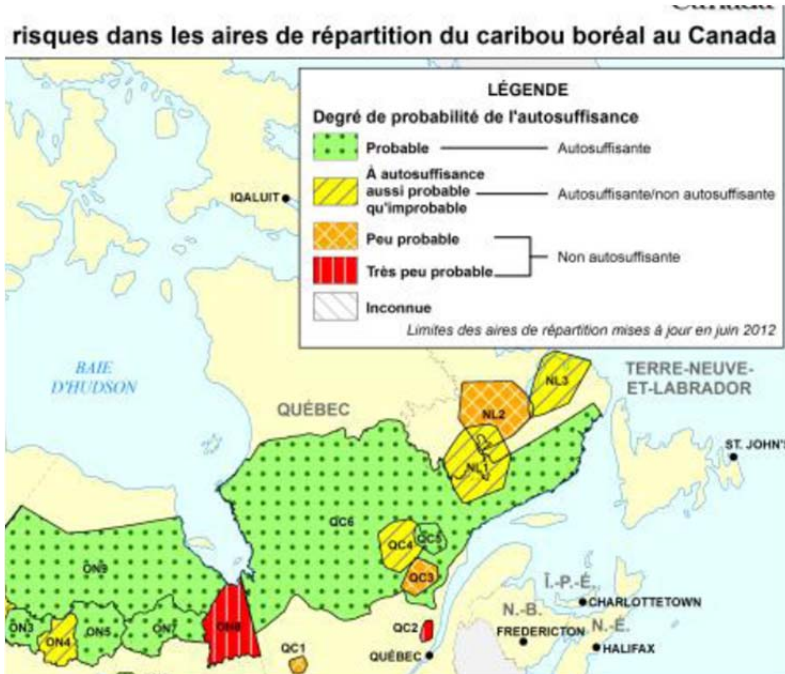 risques dans les aires de répartition du caribou boréal au Canada
LÉGENDE
Degré de probabilité de l'autosuffisance
Probable
Autosuffisante
À autosuffisance
aussi probable
qu'improbable
Autosuffisante/non autosuffisante
Peu probable
Très peu probable
Non autosuffisante
Inconnue
Limites des aires de répartition mises à jour en juin 2012
IQALUIT
BAIE
D'HUDSON
QUÉBEC
TERRE-NEUVE-
ET-LABRADOR
NL3
NL2
NL1
ST. JOHN'S
QC6
QC4
QC5
QC3
ON9
ON3
ON4
ON5
ON7
ON8
QC2
QC1
QUÉBEC
Î.-P.-É.
CHARLOTTETOWN
N.-B.
FREDERICTON
N.-É.
HALIFAX